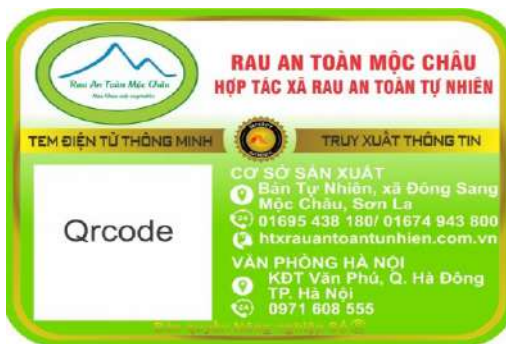 RAU AN TOÀN MỘC CHÂU
HỢP TÁC XÃ RAU AN TOÀN TỰ NHIÊN
Rau An Toàn Mộc Châu
TEM ĐIỆN TỬ THÔNG MINH
TRUY XUẤT THÔNG TIN
Qrcode
CƠ SỞ SẢN XUẤT
Bản Tự Nhiên, xã Đông Sang
Mộc Châu, Sơn La
01695 438 180/ 01674 943 800
htxrauantoantunhien.com.vn
VĂN PHÒNG HÀ NỘI
KĐT Văn Phú, Q. Hà Đông
TP. Hà Nội
0971 608 555